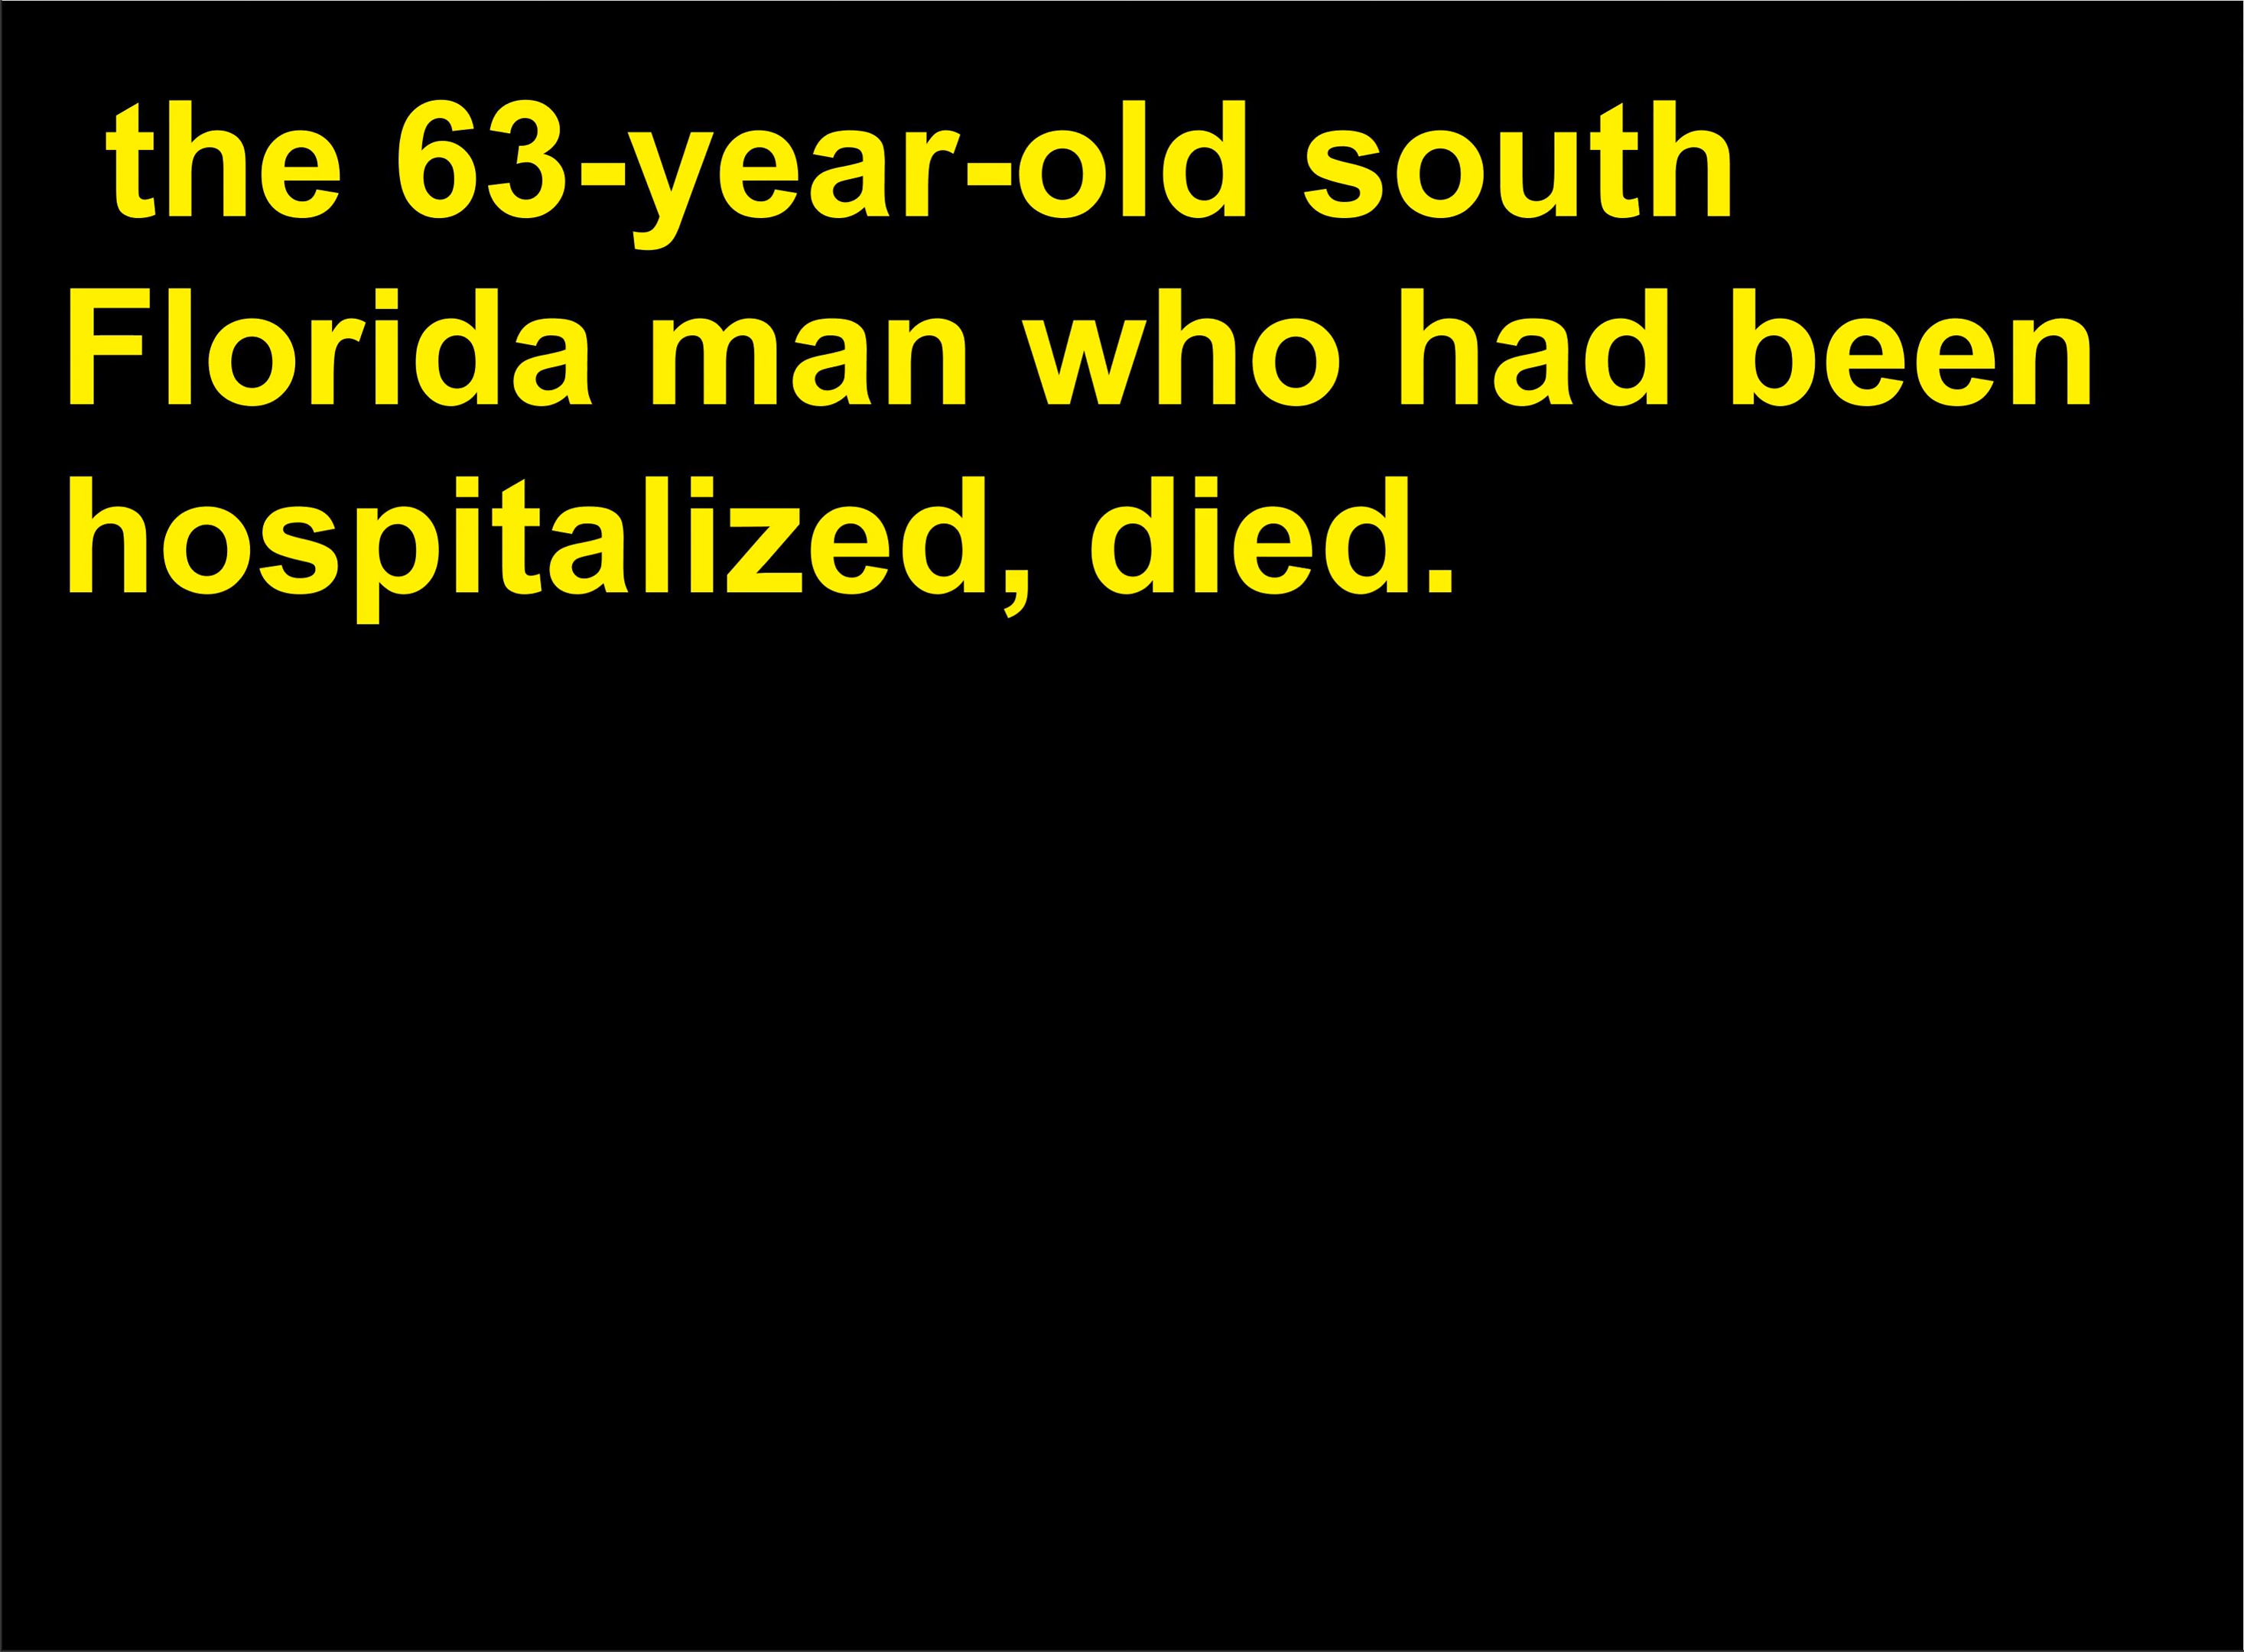 the 63-year-old south
Florida man who had been
hospitalized, died.